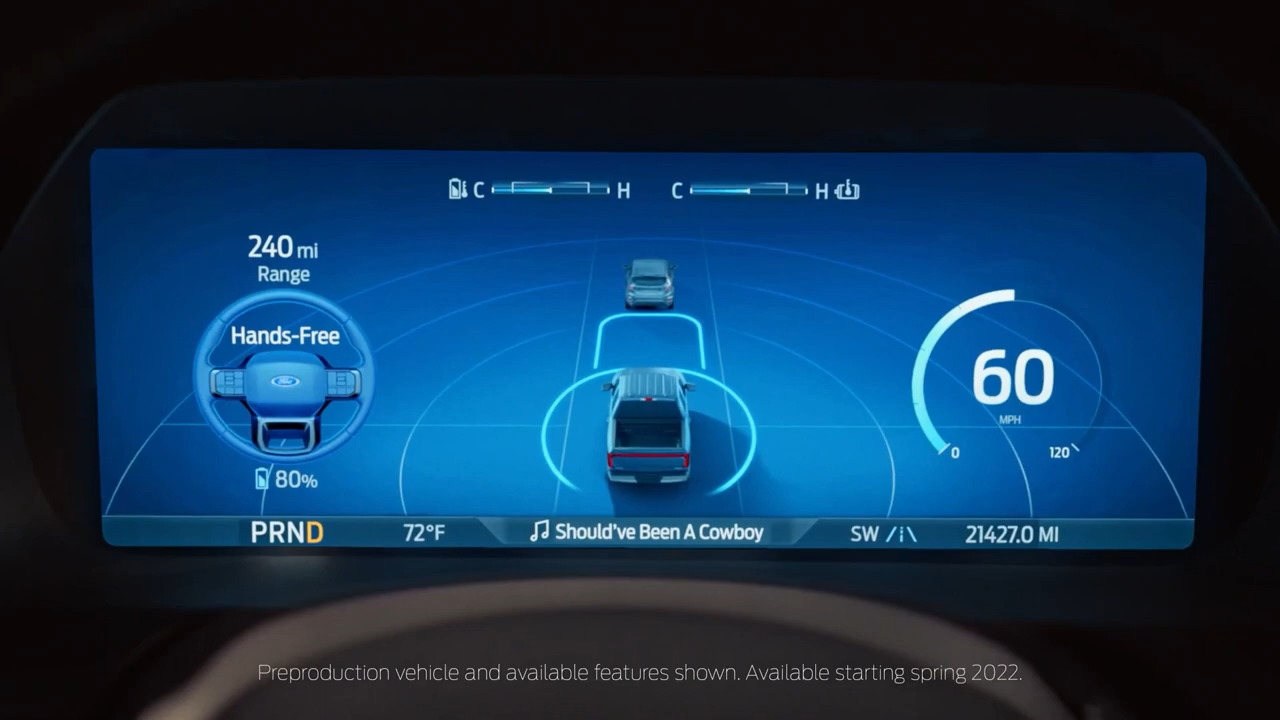 C H C H
240 mi
Range
Hands-Free
Ford
80%
60
MPH
0 120
PRND 72°F Should've Been A Cowboy SW 21427.0 MI
Preproduction vehicle and available features shown. Available starting spring 2022.